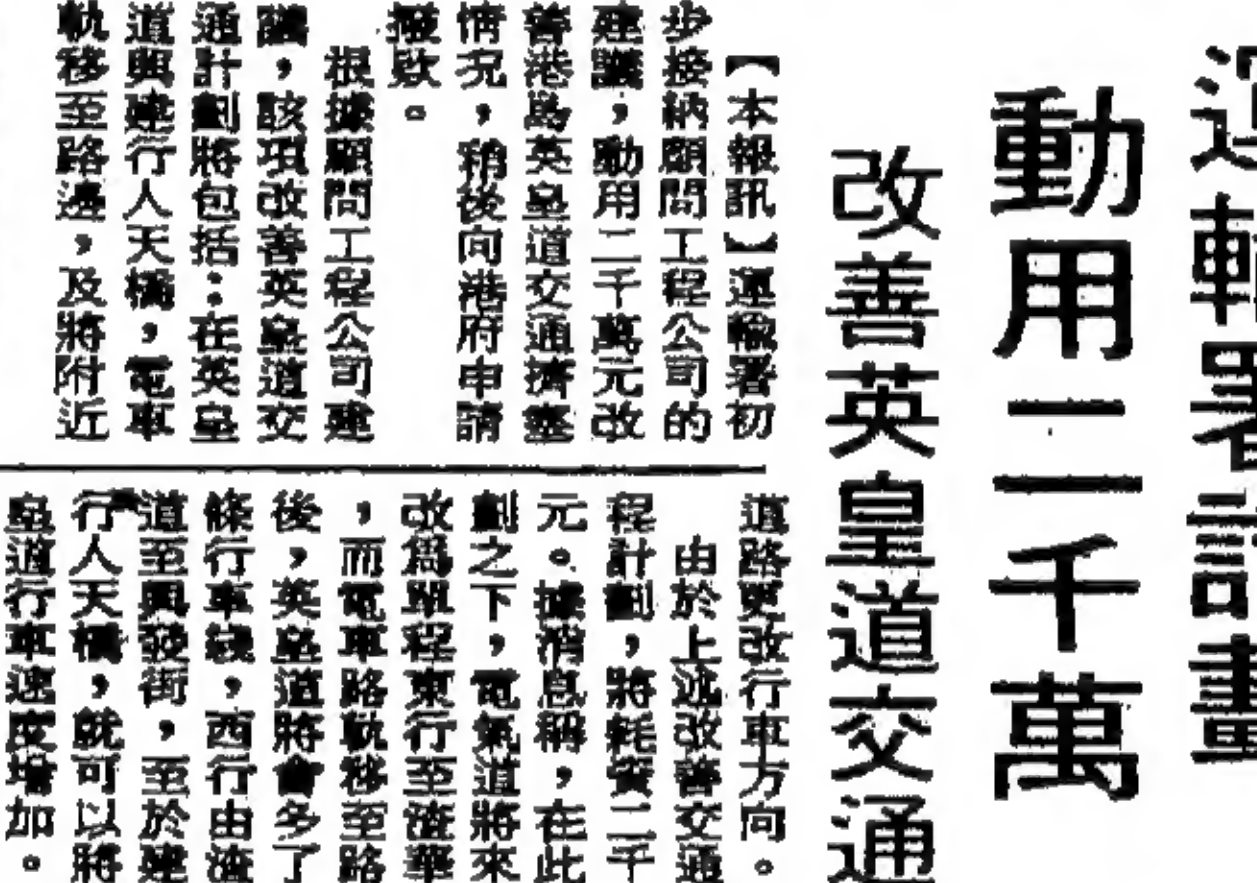 運輸署計畫
動用二千萬
改善英皇道交通
【本報訊】運輸署初
步接納顧問工程公司的
建議，動用二千萬元改
善港島英皇道交通擠塞
情况，稍後向港府申請
撥欵。
根據顧問工程公司建
議，該項改善英皇道交
通計劃將包括：在英皇
道興建行人天橋，電車
軌移至路邊，及將附近
道路更改行車方向。
由於上述改善交通
程計劃，將耗資二千
元。據消息稱，在此
劃之下，電氣道將來
改爲單程東行至渣華
，而電車路軌移至路
後，英皇道將會多了
條行車綫，西行由渣
道至興發街，至於建
行人天橋，就可以將
皇道行車速度增加。